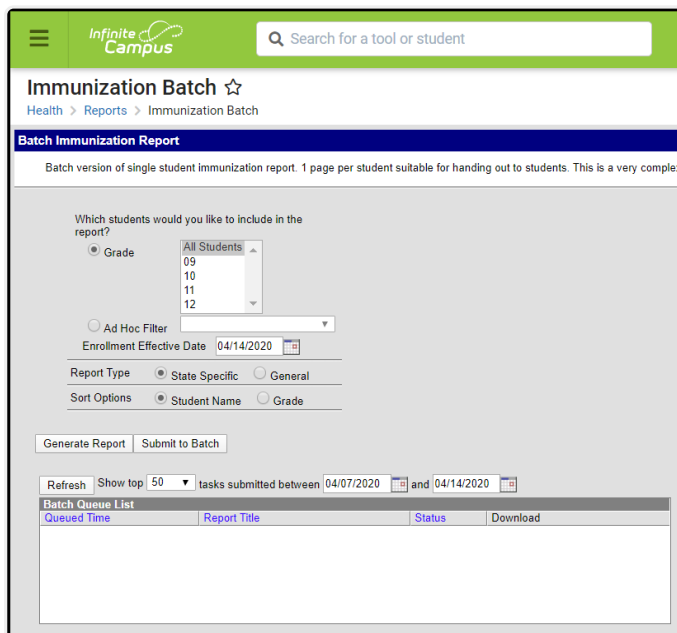 Infinite
Campus
Search for a tool or student
Immunization Batch
Health > Reports > Immunization Batch
Batch Immunization Report
Batch version of single student immunization report. 1 page per student suitable for handing out to students. This is a very
Which students would you like to include in the
report?
Grade
All Students
09
10
11
12
Ad Hoc Filter
Enrollment Effective Date 04/14/2020
Report Type State Specific General
Sort Options Student Name Grade
Generate Report Submit to Batch
Refresh Show top 50 tasks submitted between 04/07/2020 and 04/14/2020
Batch Queue List
Queued Time Report Title Status Download